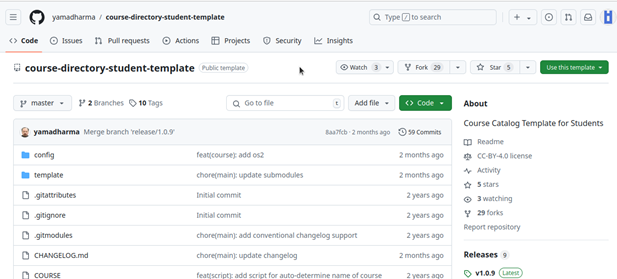 yamadharma / course-directory-student-template
Type / to search
Code Issues Pull requests Actions Projects Security Insights
course-directory-student-template Public template
Watch 3 Fork 29 Star 5 Use this template
master 2 Branches 10 Tags Go to file t Add file Code
About
Course Catalog Template for Students
yamadharma Merge branch 'release/1.0.9' 8aa7fcb · 2 months ago 59 Commits
Readme
config feat(course): add os2 2 months ago
CC-BY-4.0 license
Activity
template chore(main): update submodules 2 months ago
5 stars
.gitattributes Initial commit 2 years ago
3 watching
.gitignore Initial commit 2 years ago
29 forks
Report repository
.gitmodules chore(main): add conventional changelog support 2 years ago
CHANGELOG.md chore(main): update changelog 2 months ago
Releases 9
COURSE feat(script): add script for auto-determine name of course 2 years ago
v1.0.9 Latest